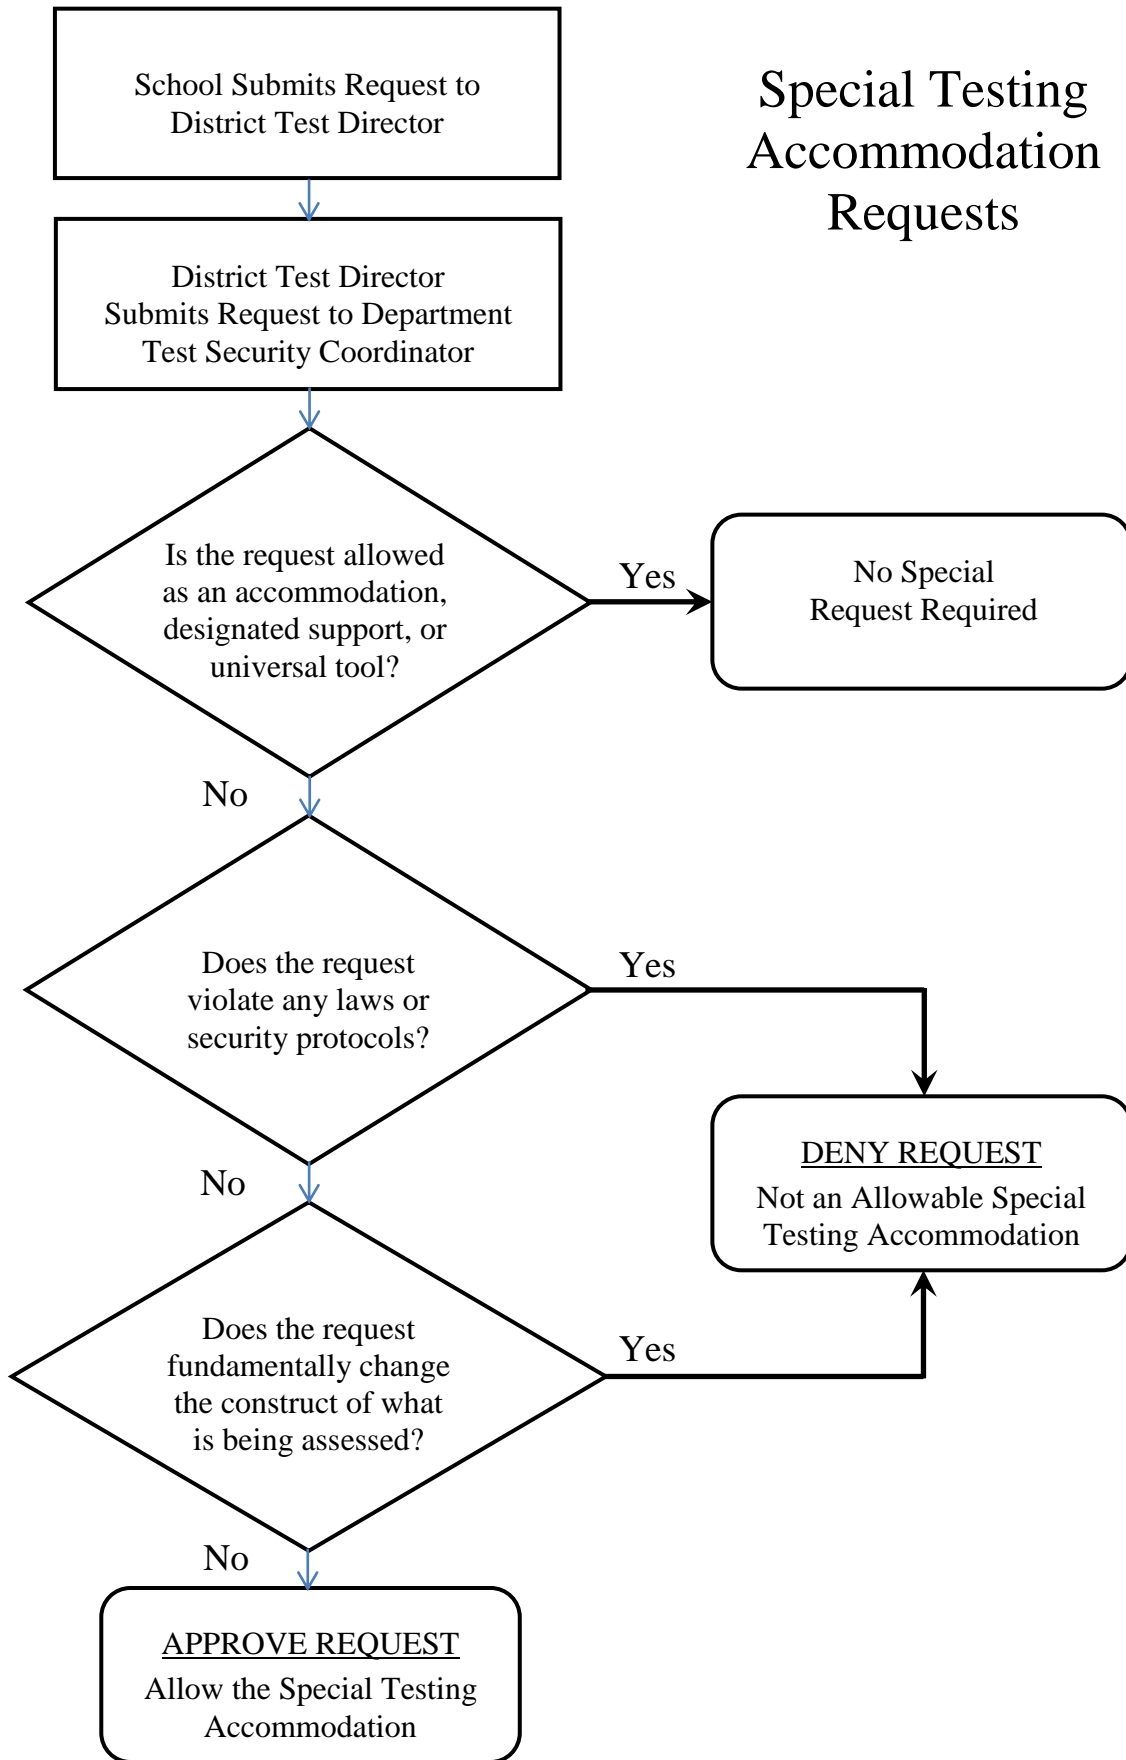 Special Testing
Accommodation
Requests
School Submits Request to
District Test Director
District Test Director
Submits Request to Department
Test Security Coordinator
Is the request allowed
as an accommodation,
designated support, or
universal tool?
Yes
No Special
Request Required
No
Does the request
violate any laws or
security protocols?
Yes
DENY REQUEST
Not an Allowable Special
Testing Accommodation
No
Does the request
fundamentally change
the construct of what
is being assessed?
Yes
No
APPROVE REQUEST
Allow the Special Testing
Accommodation